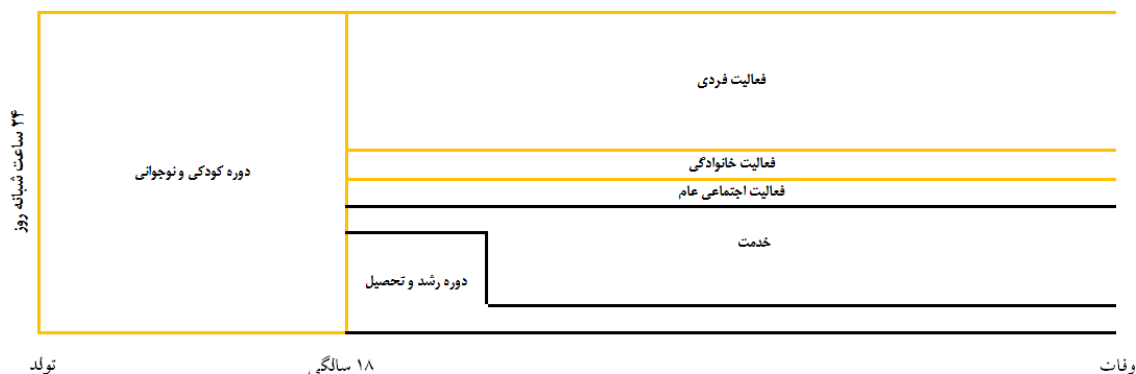 فعالیت فردی
فعالیت خانوادگی
فعالیت اجتماعی عام
خدمت
دوره رشد و تحصیل
دوره کودکی و نوجوانی
۲۴ ساعت شبانه روز
تولد
۱۸ سالگی
وفات